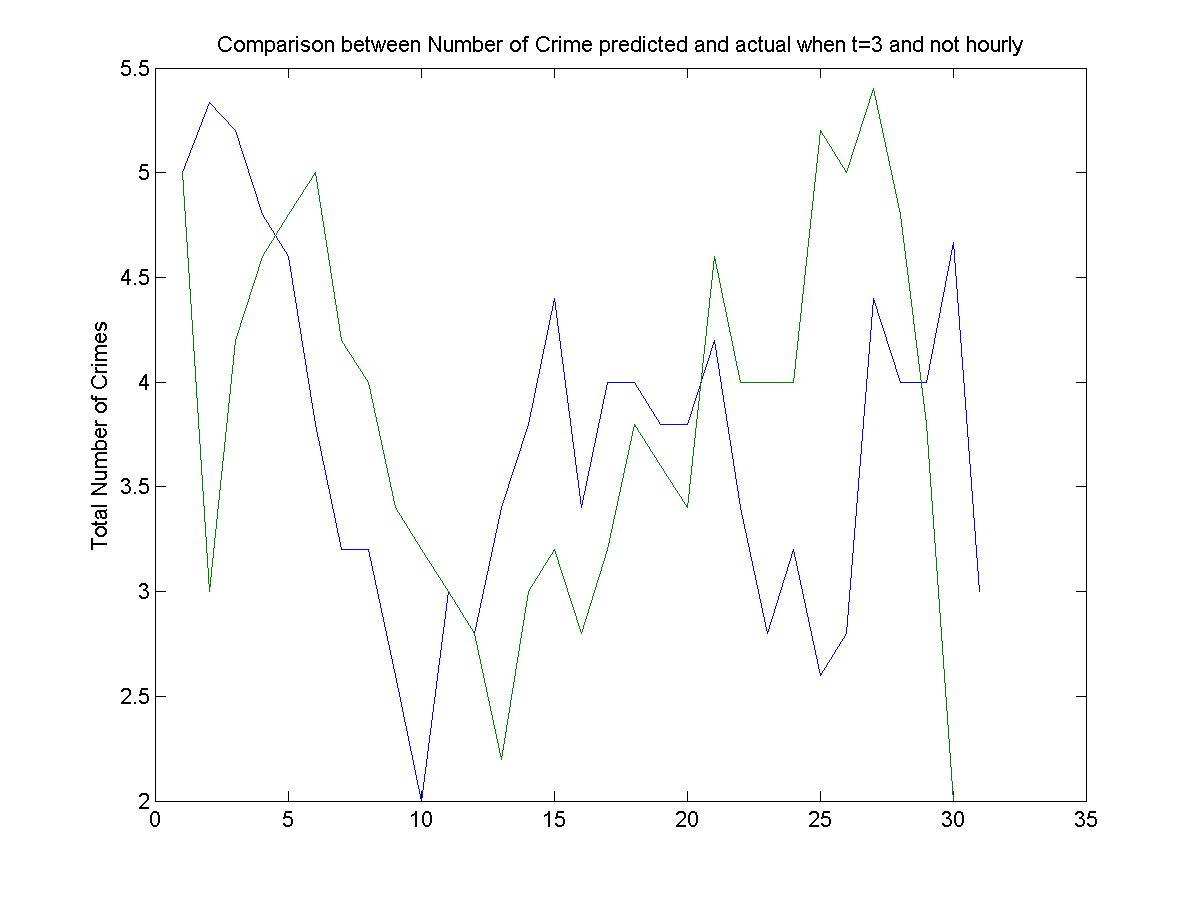 Comparison between Number of Crime predicted and actual when t=3 and not hourly
5.5
5
4.5
4
3.5
3
2.5
2
Total Number of Crimes
0 5 10 15 20 25 30 35